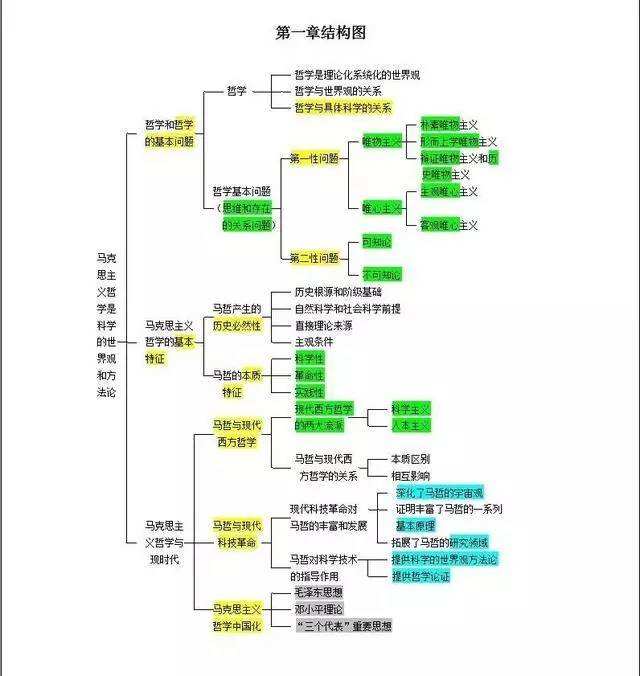 第一章结构图
哲学是理论化系统化的世界观
哲学
哲学与世界观的关系
哲学与具体科学的关系
哲学和哲学
的基本问题
朴素唯物主义
唯物主义
形而上学唯物主义
第一性问题
辩证唯物主义和历
史唯物主义
哲学基本问题
（思维和存在
的关系问题）
主观唯心主义
唯心主义
客观唯心主义
可知论
第二性问题
不可知论
马克
思主
义哲
学是
科学
的世
界观
和方
法论
历史根源和阶级基础
马哲产生的
历史必然性
自然科学和社会科学前提
直接理论来源
主观条件
马克思主义
哲学的基本
特征
科学性
马哲的本质
特征
革命性
实践性
现代西方哲学
的两大流派
科学主义
人本主义
马哲与现代
西方哲学
马哲与现代西
方哲学的关系
本质区别
相互影响
马克思主
义哲学与
现时代
深化了马哲的宇宙观
现代科技革命对
马哲的丰富和发展
证明丰富了马哲的一系列
基本原理
拓展了马哲的研究领域
马哲与现代
科技革命
马哲对科学技术
的指导作用
提供科学的世界观方法论
提供哲学论证
毛泽东思想
马克思主义
哲学中国化
邓小平理论
“三个代表”重要思想